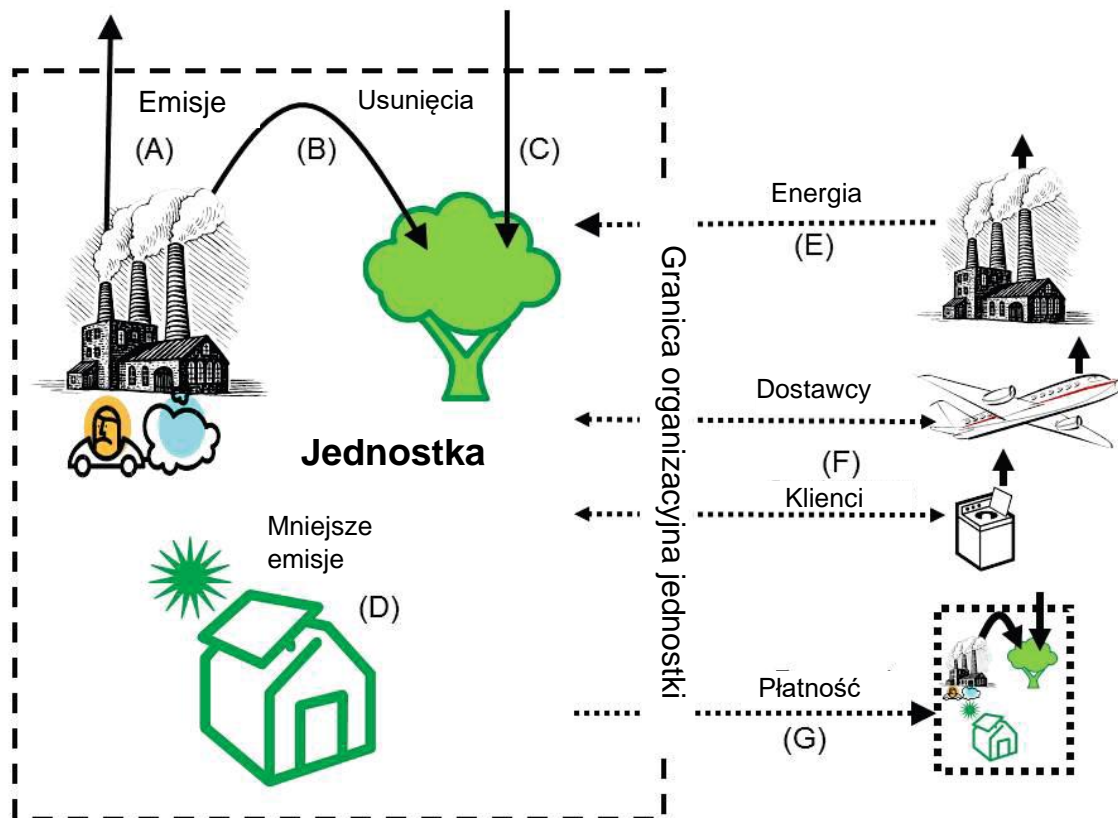 Emisje
Usunięcia
(A)
(B)
(C)
Energia
(E)
Granica organizacyjna jednostki
Dostawcy
Jednostka
(F)
Klienci
Mniejsze
emisje
(D)
Płatność
(G)